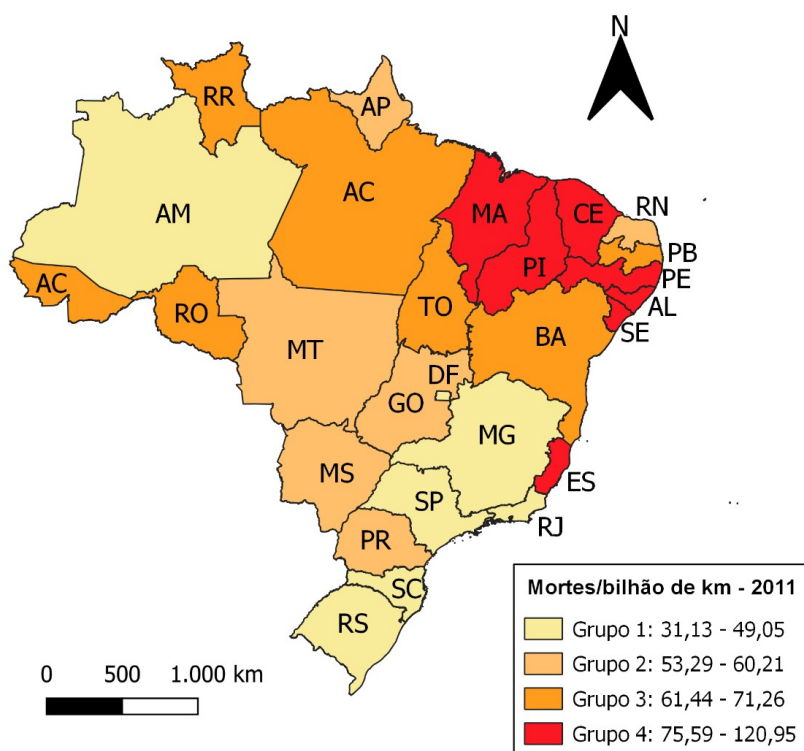 N
RR
AP
AM
AC
MA
CE
RN
PB
PE
AL
SE
PI
AC
RO
TO
BA
MT
DF
GO
MG
MS
ES
SP
RJ
PR
SC
RS
0 500 1.000 km
Mortes/bilhão de km - 2011
Grupo 1: 31,13 - 49,05
Grupo 2: 53,29 - 60,21
Grupo 3: 61,44 - 71,26
Grupo 4: 75,59 - 120,95